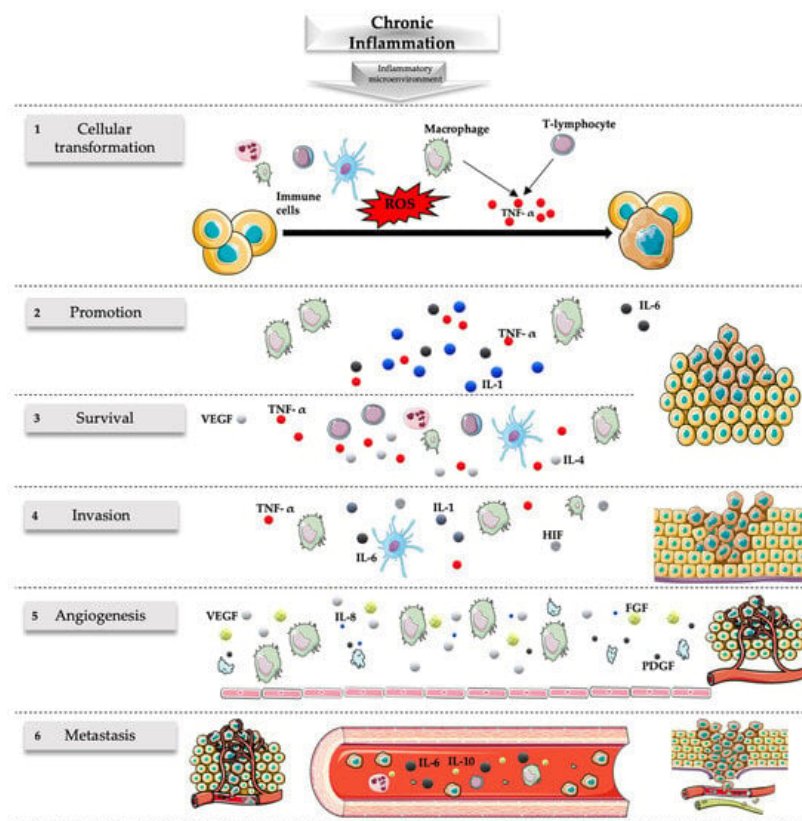 Chronic
Inflammation
Inflammatory
microenvironment
1 Cellular
transformation
Immune
cells
ROS
Macrophage
T-lymphocyte
TNF- α
2 Promotion
IL-6
TNF- α
IL-1
3 Survival
VEGF
TNF- α
IL-4
4 Invasion
TNF- α
IL-1
IL-6
HIF
5 Angiogenesis
VEGF
IL-8
FGF
PDGF
6 Metastasis
IL-6 IL-10